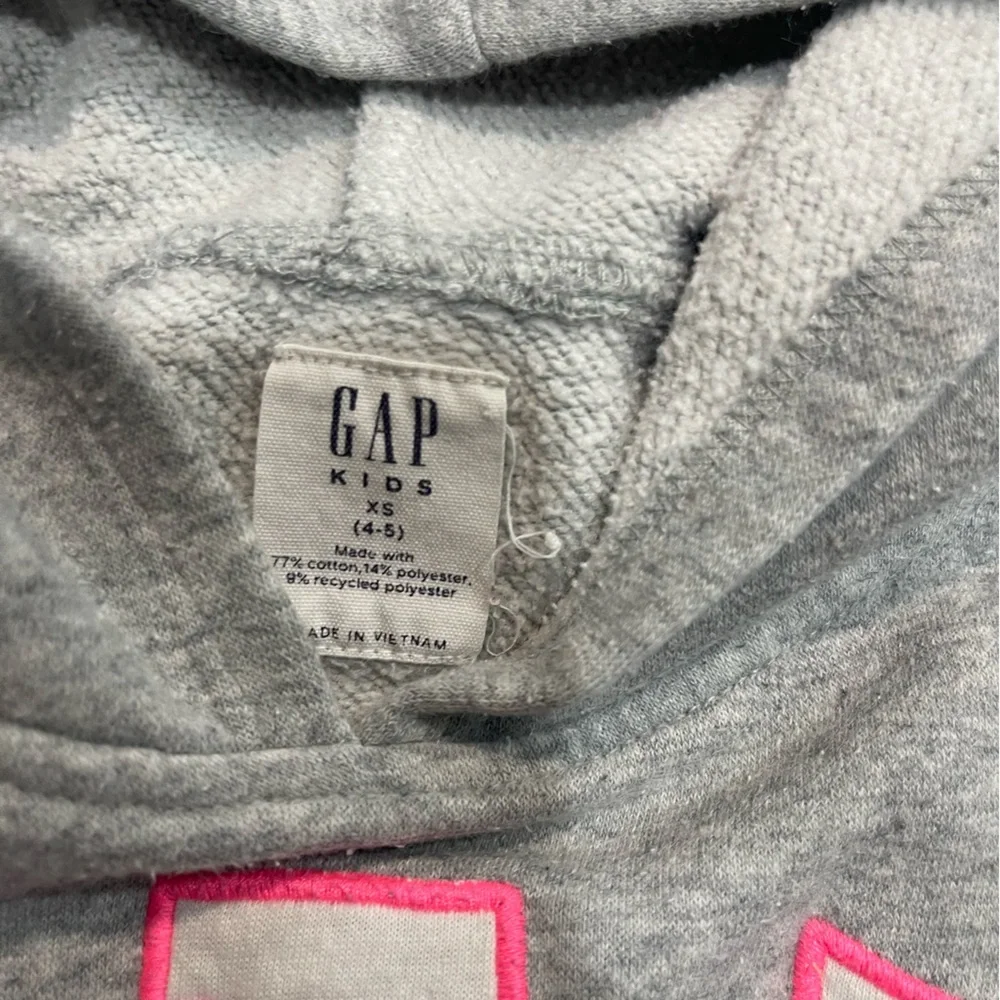 GAP
KIDS
XS
(4-5)
Made with
77% cotton,14% polyester,
9% recycled polyester
ADE IN VIETNAM